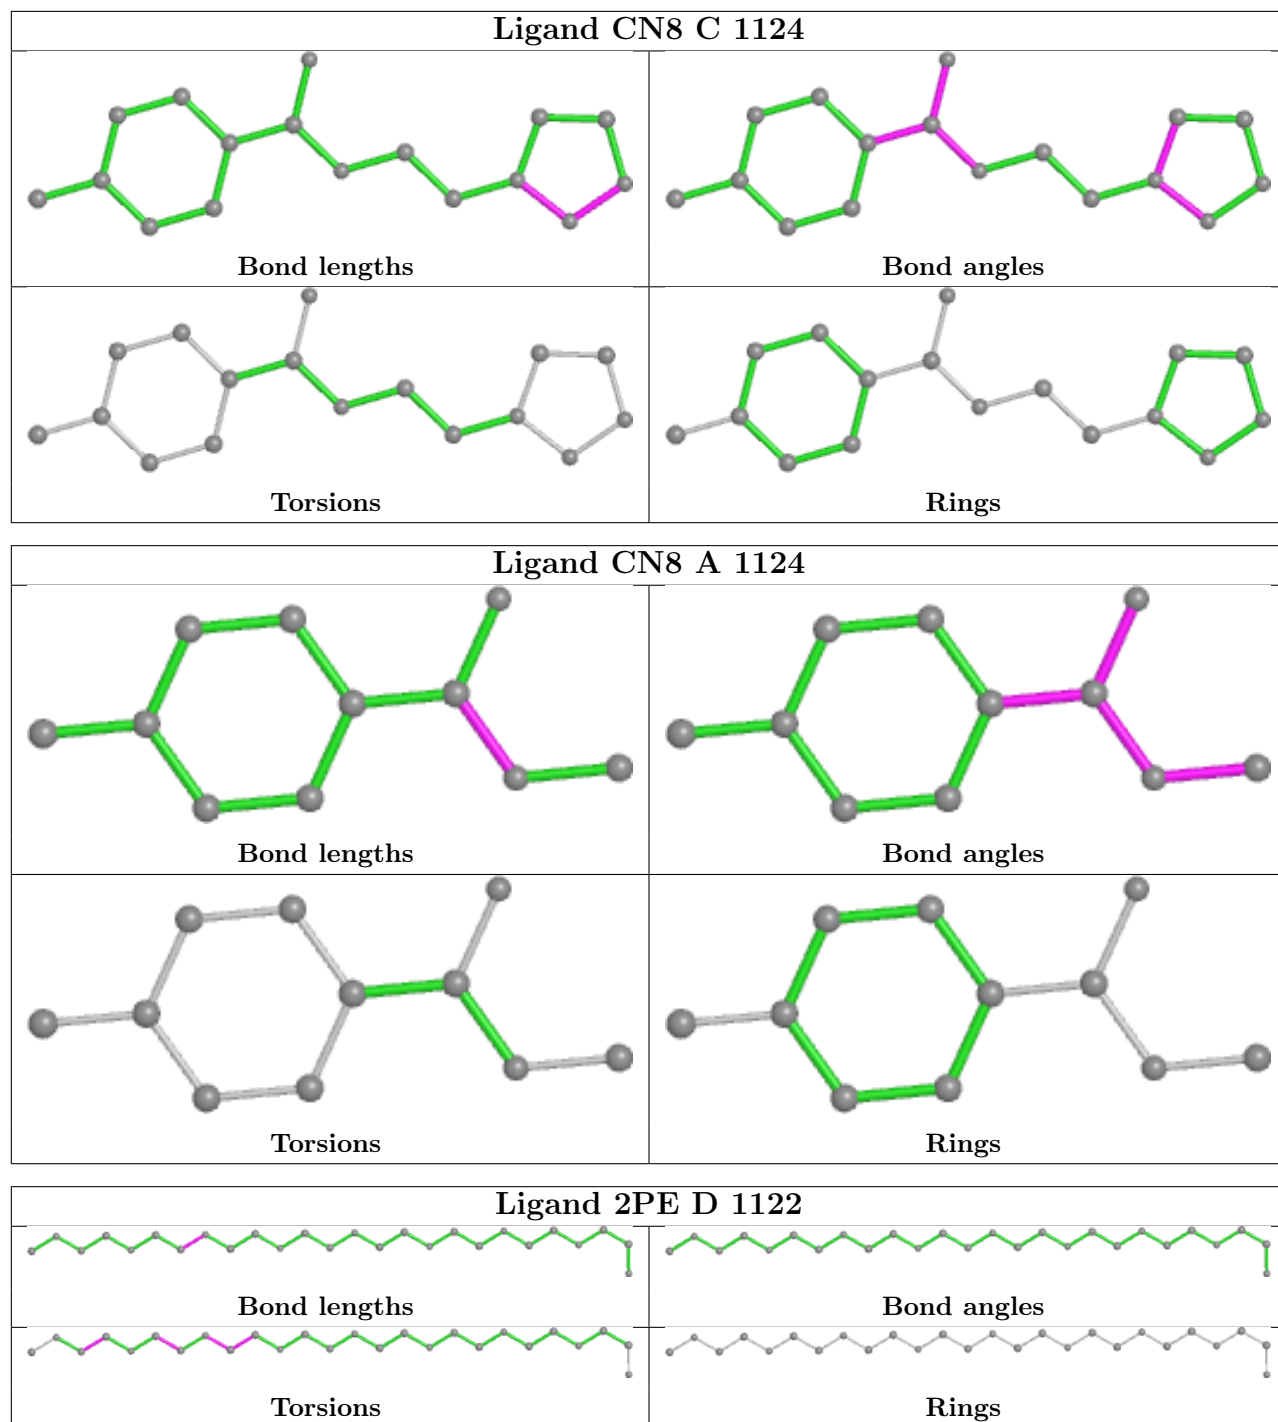 Ligand CN8 C 1124
Bond lengths
Bond angles
Torsions
Rings
Ligand CN8 A 1124
Bond lengths
Bond angles
Torsions
Rings
Ligand 2PE D 1122
Bond lengths
Bond angles
Torsions
Rings